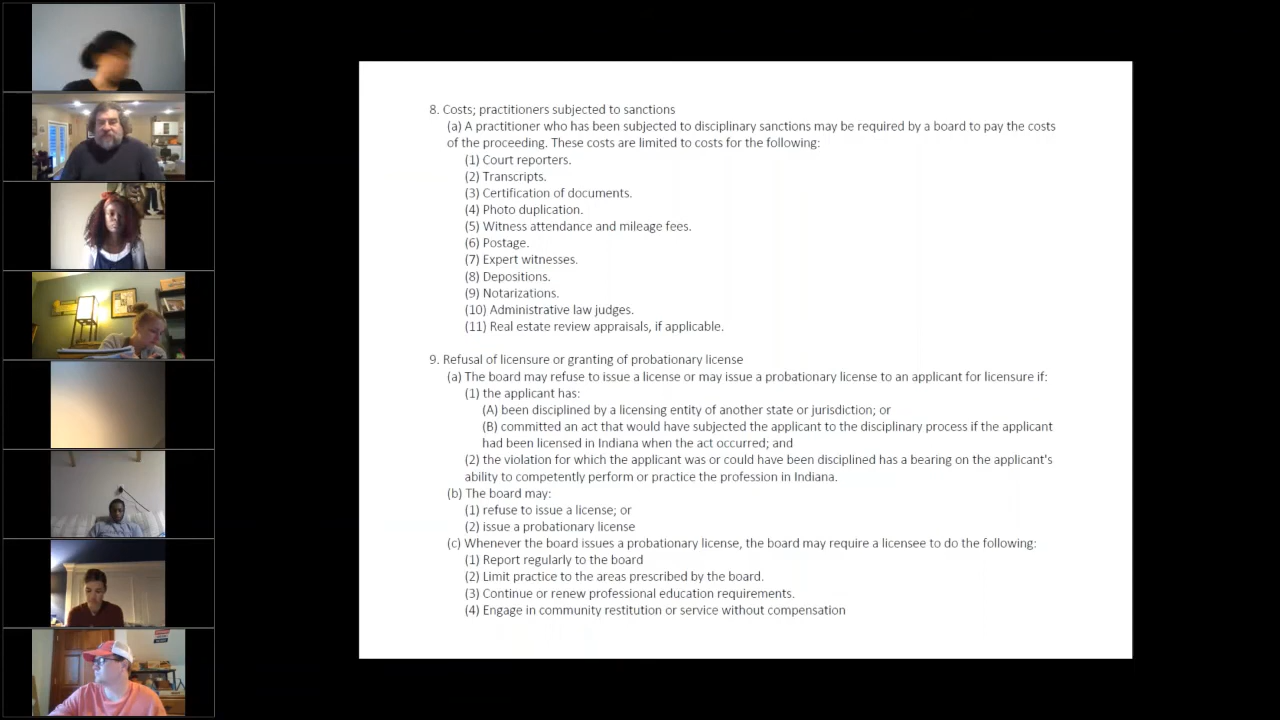 8. Costs; practitioners subjected to sanctions
(a) A practitioner who has been subjected to disciplinary sanctions may be required by a board to pay the costs
of the proceeding. These costs are limited to costs for the following:
(1) Court reporters.
(2) Transcripts.
(3) Certification of documents.
(4) Photo duplication.
(5) Witness attendance and mileage fees.
(6) Postage.
(7) Expert witnesses.
(8) Depositions.
(9) Notarizations.
(10) Administrative law judges.
(11) Real estate review appraisals, if applicable.
9. Refusal of licensure or granting of probationary license
(a) The board may refuse to issue a license or may issue a probationary license to an applicant for licensure if:
(1) the applicant has:
(A) been disciplined by a licensing entity of another state or jurisdiction; or
(B) committed an act that would have subjected the applicant to the disciplinary process if the applicant
had been licensed in Indiana when the act occurred; and
(2) the violation for which the applicant was or could have been disciplined has a bearing on the applicant's
ability to competently perform or practice the profession in Indiana.
(b) The board may:
(1) refuse to issue a license; or
(2) issue a probationary license
(c) Whenever the board issues a probationary license, the board may require a licensee to do the following:
(1) Report regularly to the board
(2) Limit practice to the areas prescribed by the board.
(3) Continue or renew professional education requirements.
(4) Engage in community restitution or service without compensation